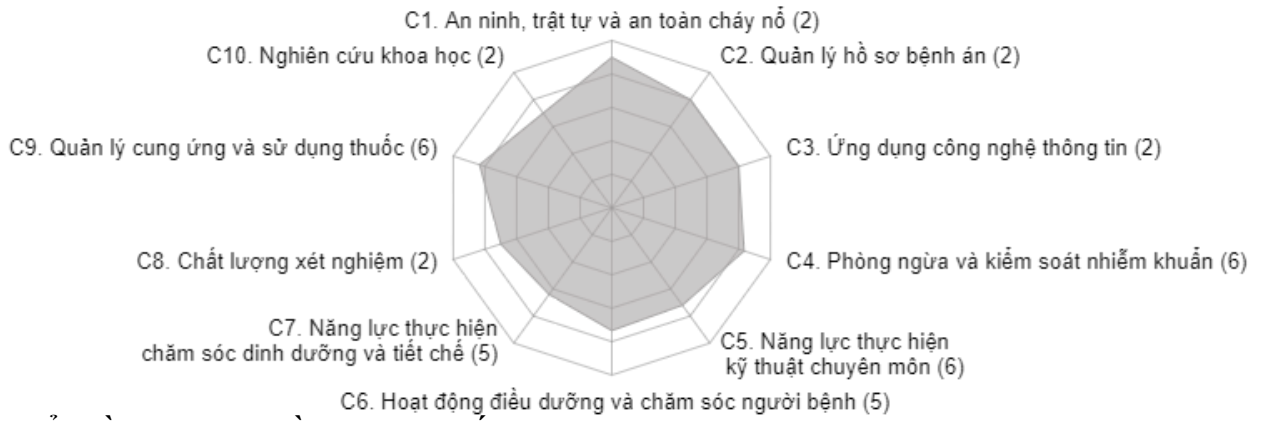 C1. An ninh, trật tự và an toàn cháy nổ (2)
C10. Nghiên cứu khoa học (2)
C2. Quản lý hồ sơ bệnh án (2)
C9. Quản lý cung ứng và sử dụng thuốc (6)
C3. Ứng dụng công nghệ thông tin (2)
C8. Chất lượng xét nghiệm (2)
C4. Phòng ngừa và kiểm soát nhiễm khuẩn (6)
C7. Năng lực thực hiện
chăm sóc dinh dưỡng và tiết chế (5)
C5. Năng lực thực hiện
kỹ thuật chuyên môn (6)
C6. Hoạt động điều dưỡng và chăm sóc người bệnh (5)